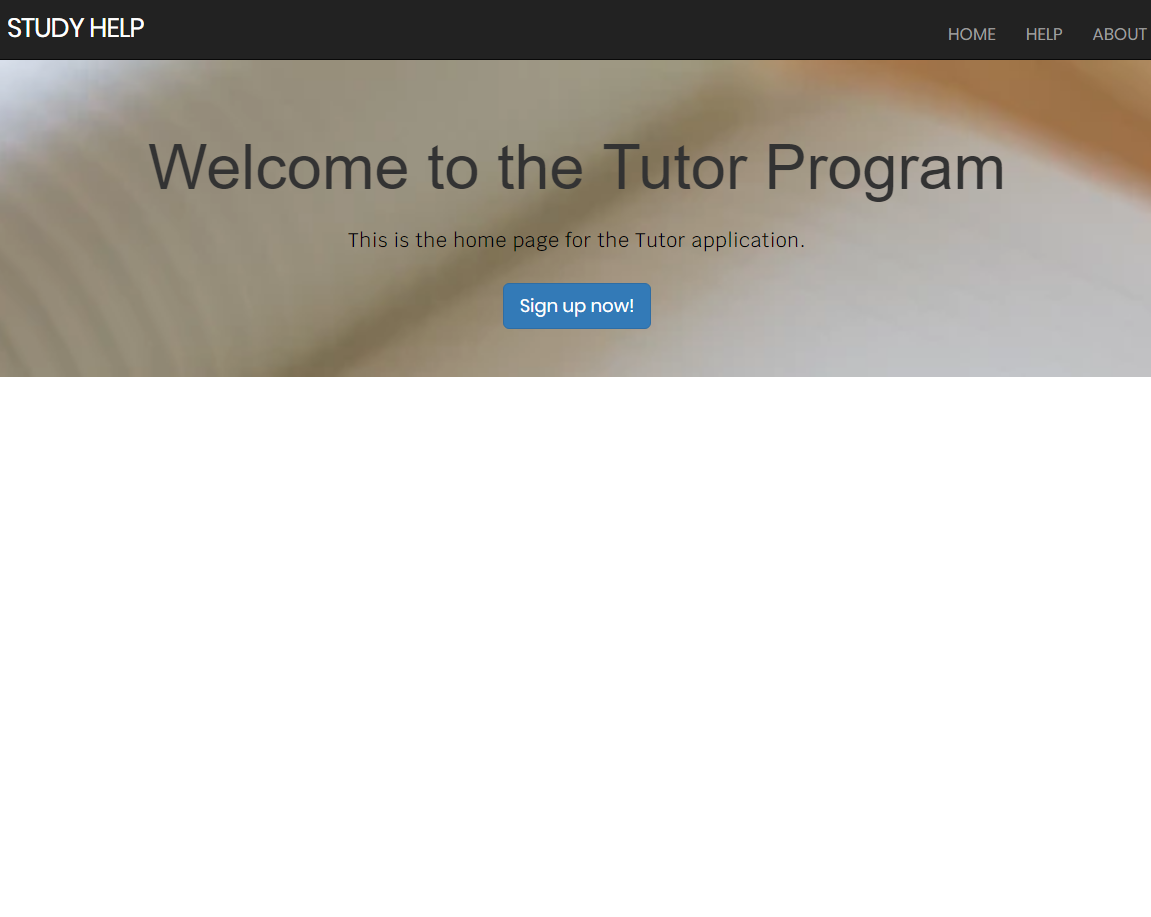 STUDY HELP
HOME HELP ABOUT
Welcome to the Tutor Program
This is the home page for the Tutor application.
Sign up now!